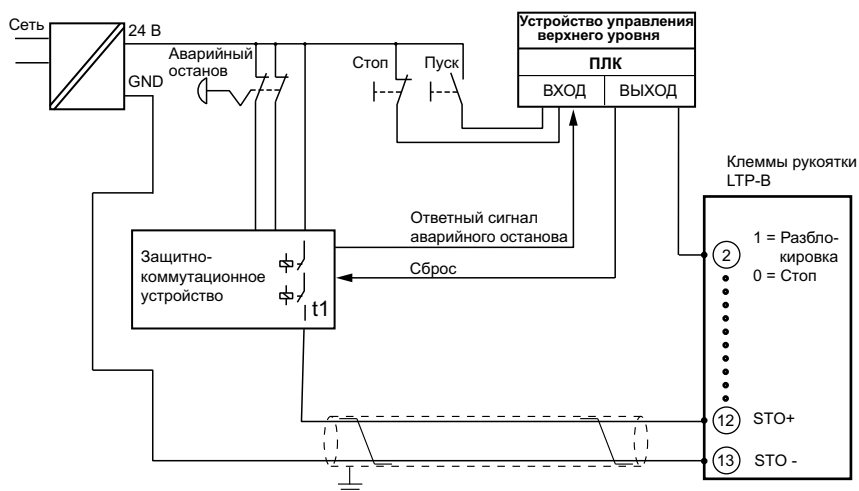 Сеть
24 В
GND
Аварийный
останов
Стоп
Пуск
Устройство управления
верхнего уровня
ПЛК
ВХОД
ВЫХОД
Клеммы рукоятки
LTP-B
Ответный сигнал
аварийного останова
Сброс
Защитно-
коммутационное
устройство
t1
2
1 = Разбло-
кировка
0 = Стоп
12
STO+
13
STO -